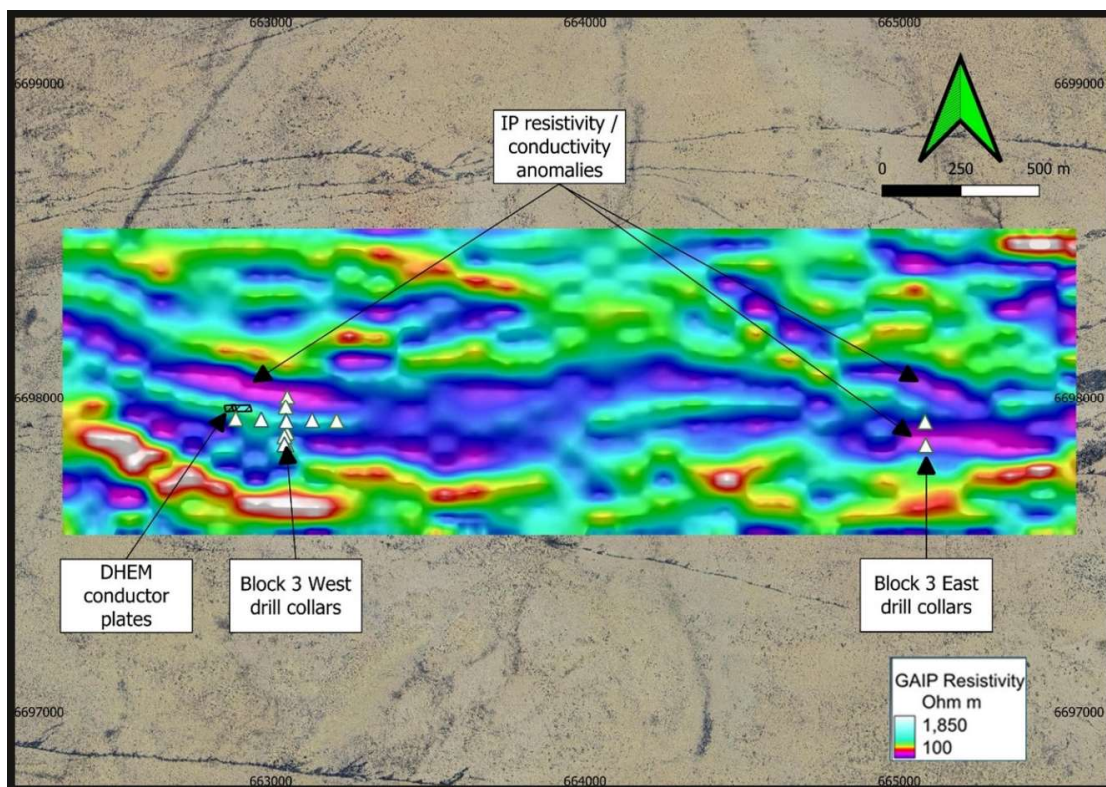 663000
664000
665000
6699000
6699000
IP resistivity /
conductivity
anomalies
0
250
500 m
6698000
6698000
DHEM
conductor
plates
Block 3 West
drill collars
Block 3 East
drill collars
GAIP Resistivity
Ohm m
1,850
100
6697000
6697000
663000
664000
665000